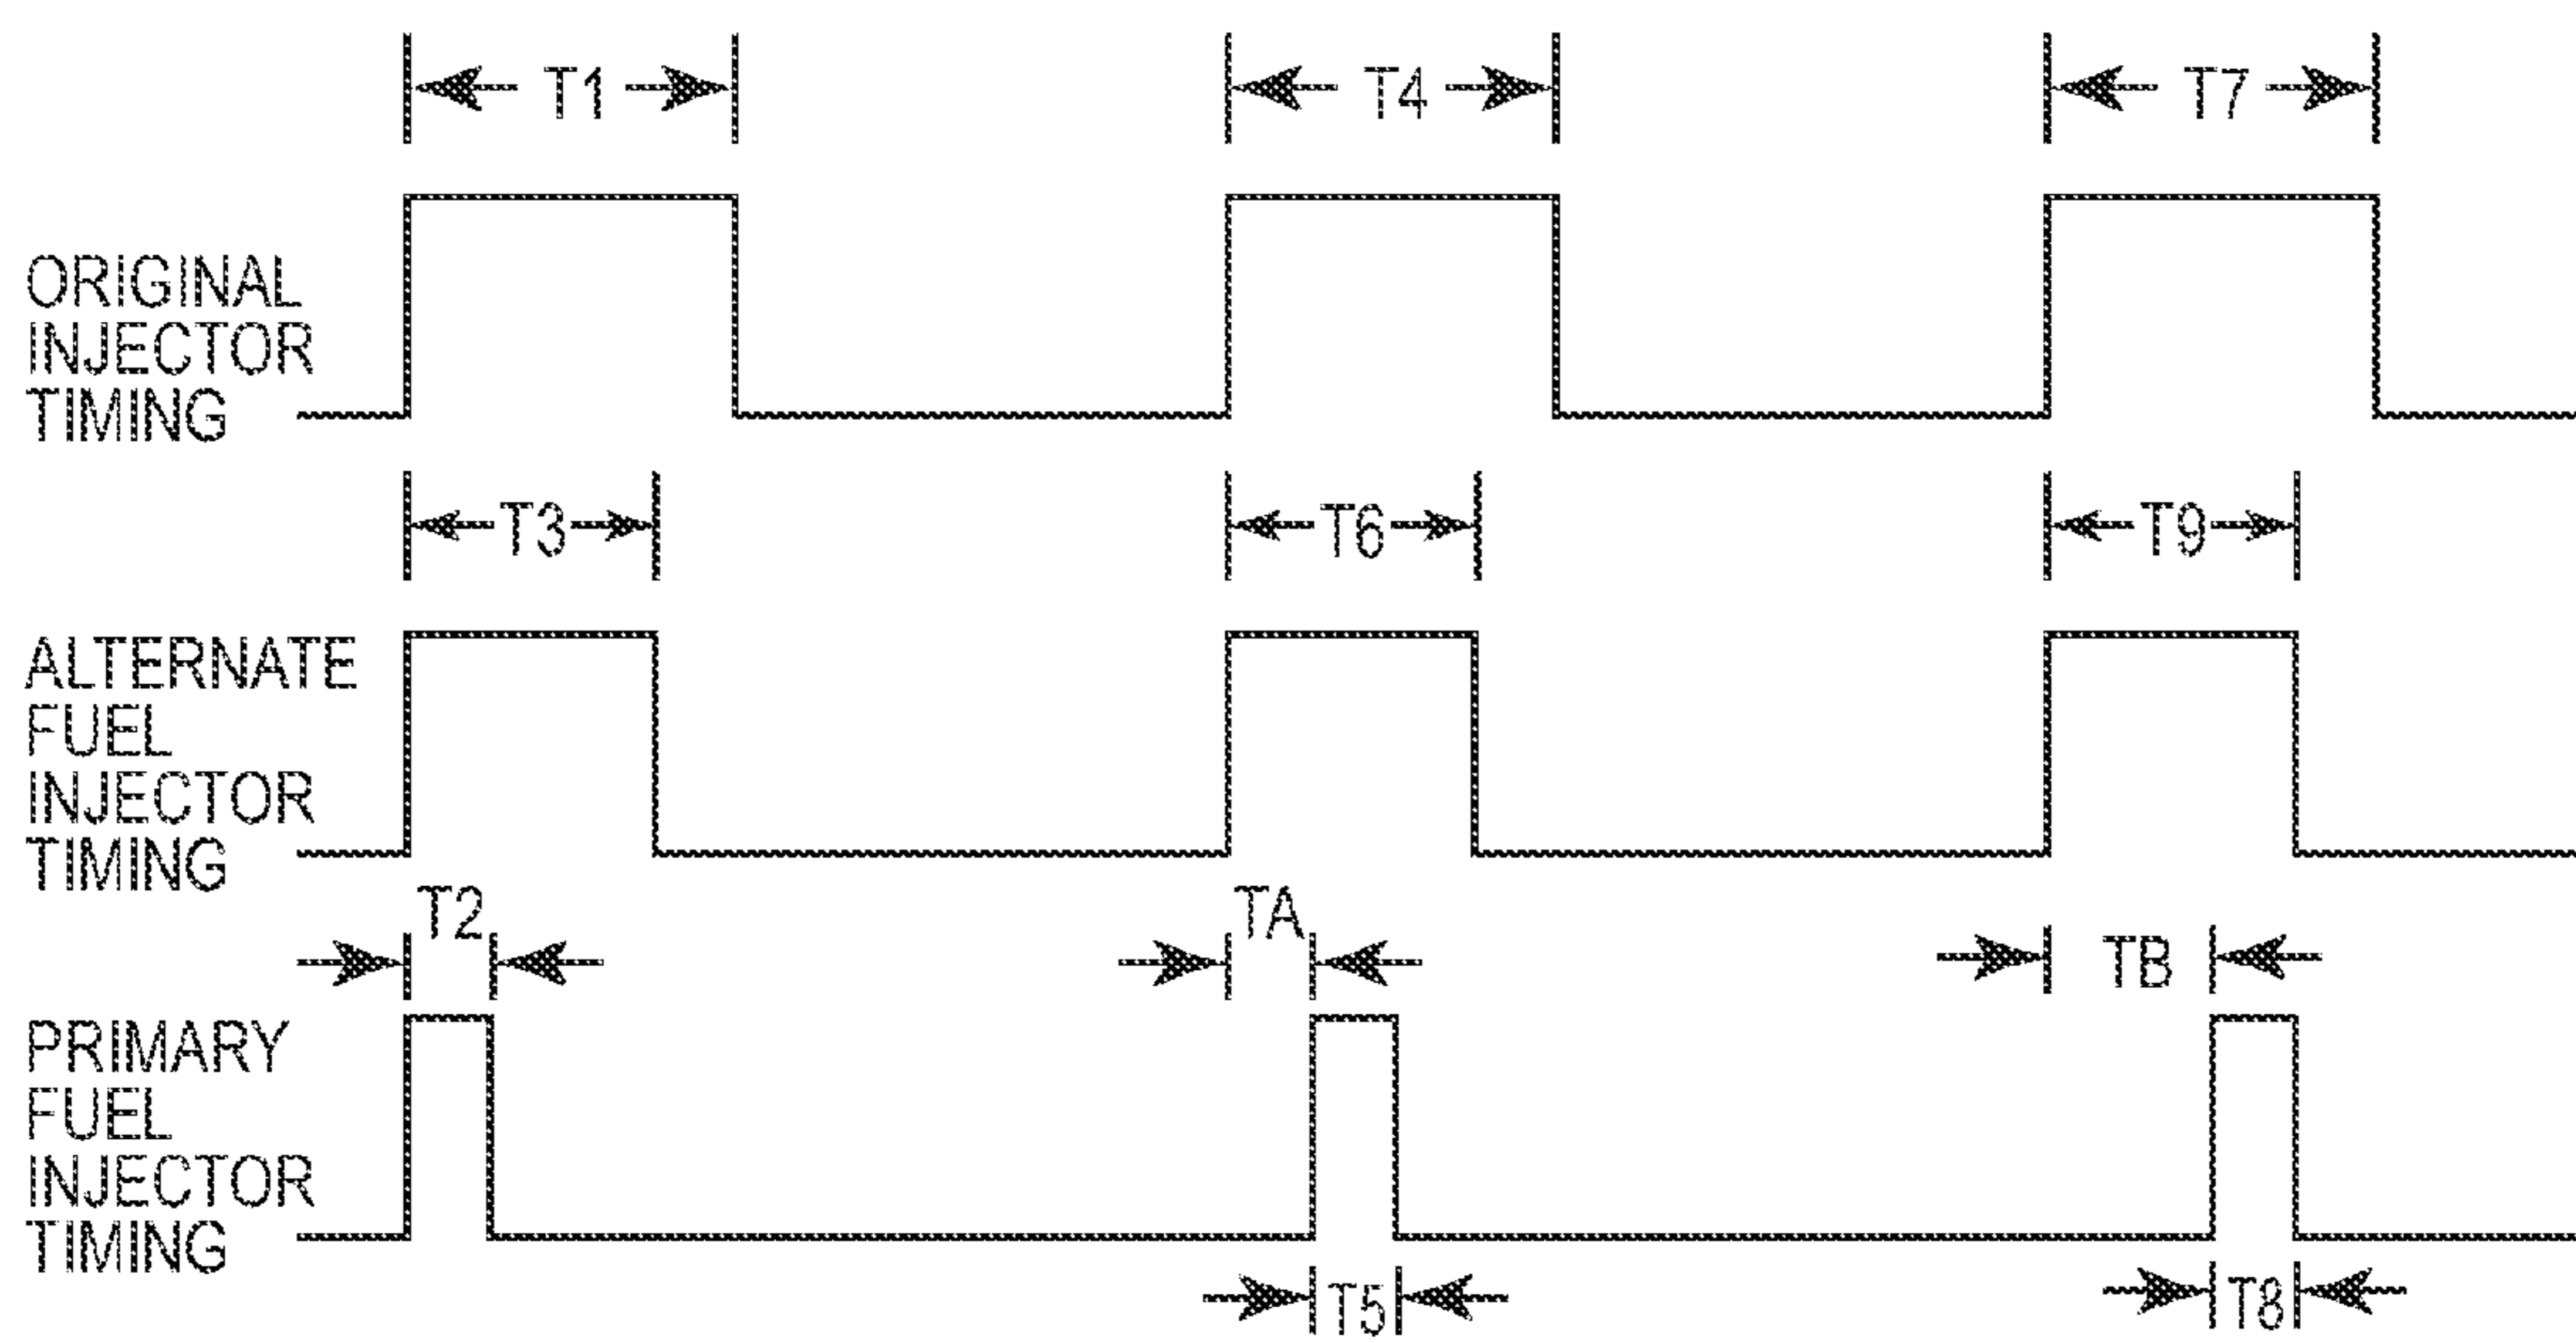 T1 T4 T7
ORIGINAL
INJECTOR
TIMING
T3 T6 T9
ALTERNATE
FUEL
INJECTOR
TIMING
T2 TA TB
PRIMARY
FUEL
INJECTOR
TIMING
T5 T8